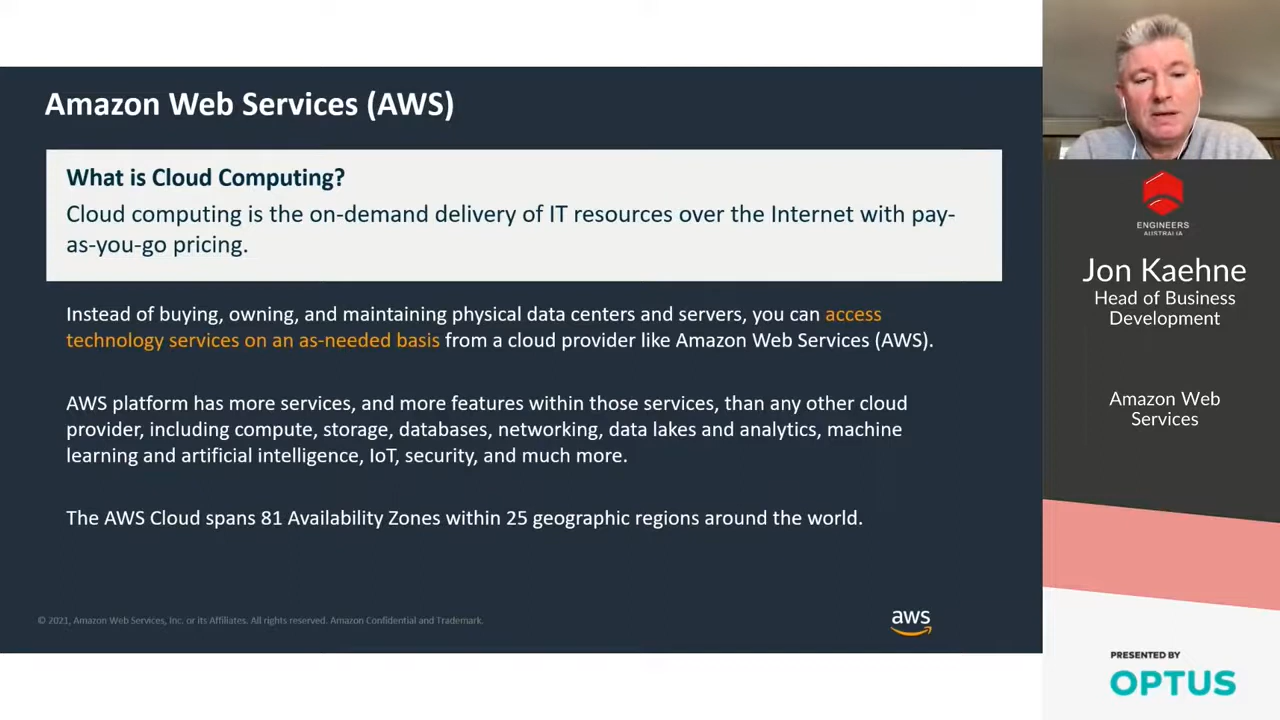 Amazon Web Services (AWS)
What is Cloud Computing?
Cloud computing is the on-demand delivery of IT resources over the Internet with pay-
as-you-go pricing.
Instead of buying, owning, and maintaining physical data centers and servers, you can access
technology services on an as-needed basis from a cloud provider like Amazon Web Services (AWS).
AWS platform has more services, and more features within those services, than any other cloud
provider, including compute, storage, databases, networking, data lakes and analytics, machine
learning and artificial intelligence, IoT, security, and much more.
The AWS Cloud spans 81 Availability Zones within 25 geographic regions around the world.
© 2021, Amazon Web Services, Inc. or its Affiliates. All rights reserved. Amazon Confidential and Trademark.
aws
ENGINEERS
AUSTRALIA
Jon Kaehne
Head of Business
Development
Amazon Web
Services
PRESENTED BY
OPTUS